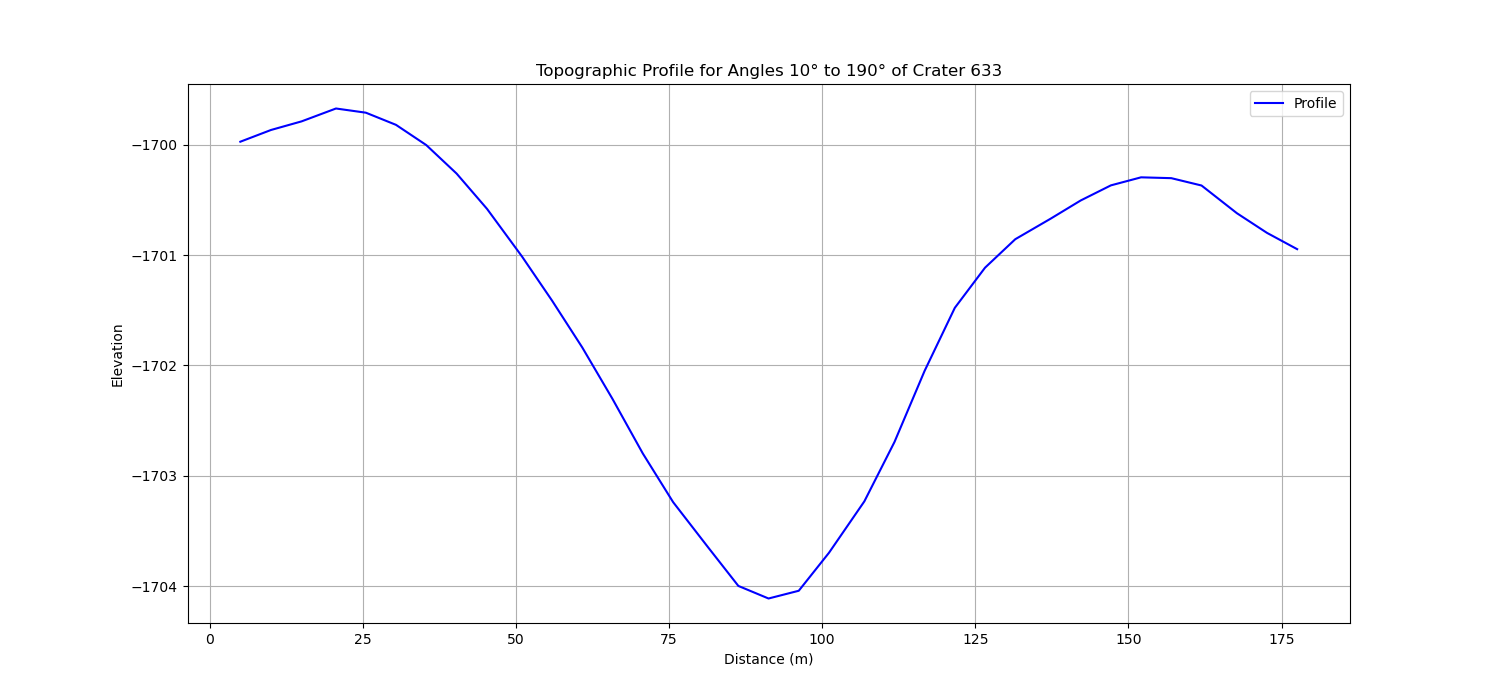 Topographic Profile for Angles 10° to 190° of Crater 633
Profile
−1700
−1701
−1702
−1703
−1704
Elevation
0 25 50 75 100 125 150 175
Distance (m)